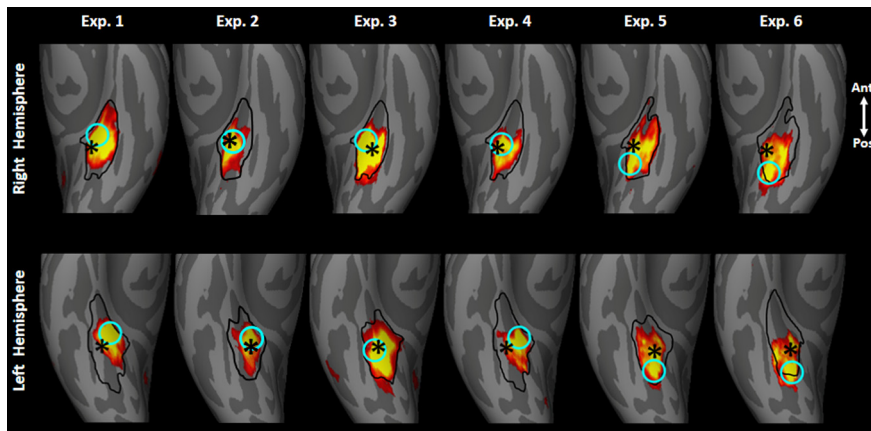 Exp. 1 Exp. 2 Exp. 3 Exp. 4 Exp. 5 Exp. 6
Right Hemisphere
Ant
Pos
Left Hemisphere